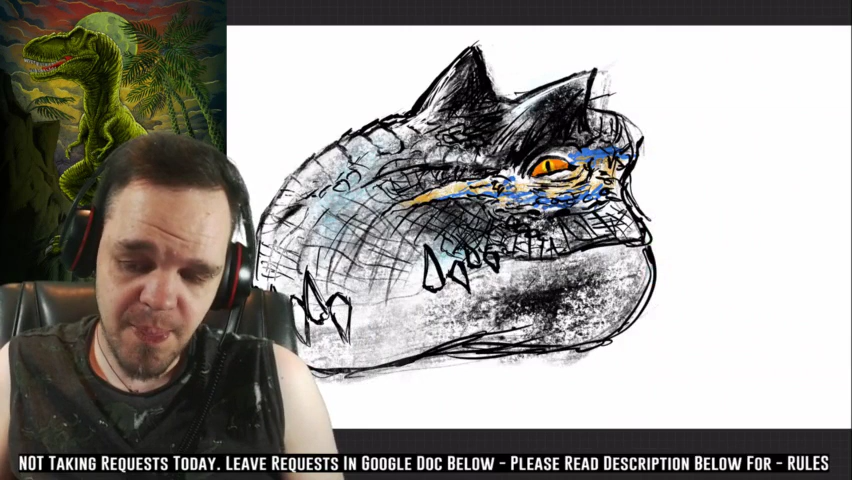 NOT Taking Requests Today. Leave Requests In Google Doc Below - Please Read Description Below For - RULES